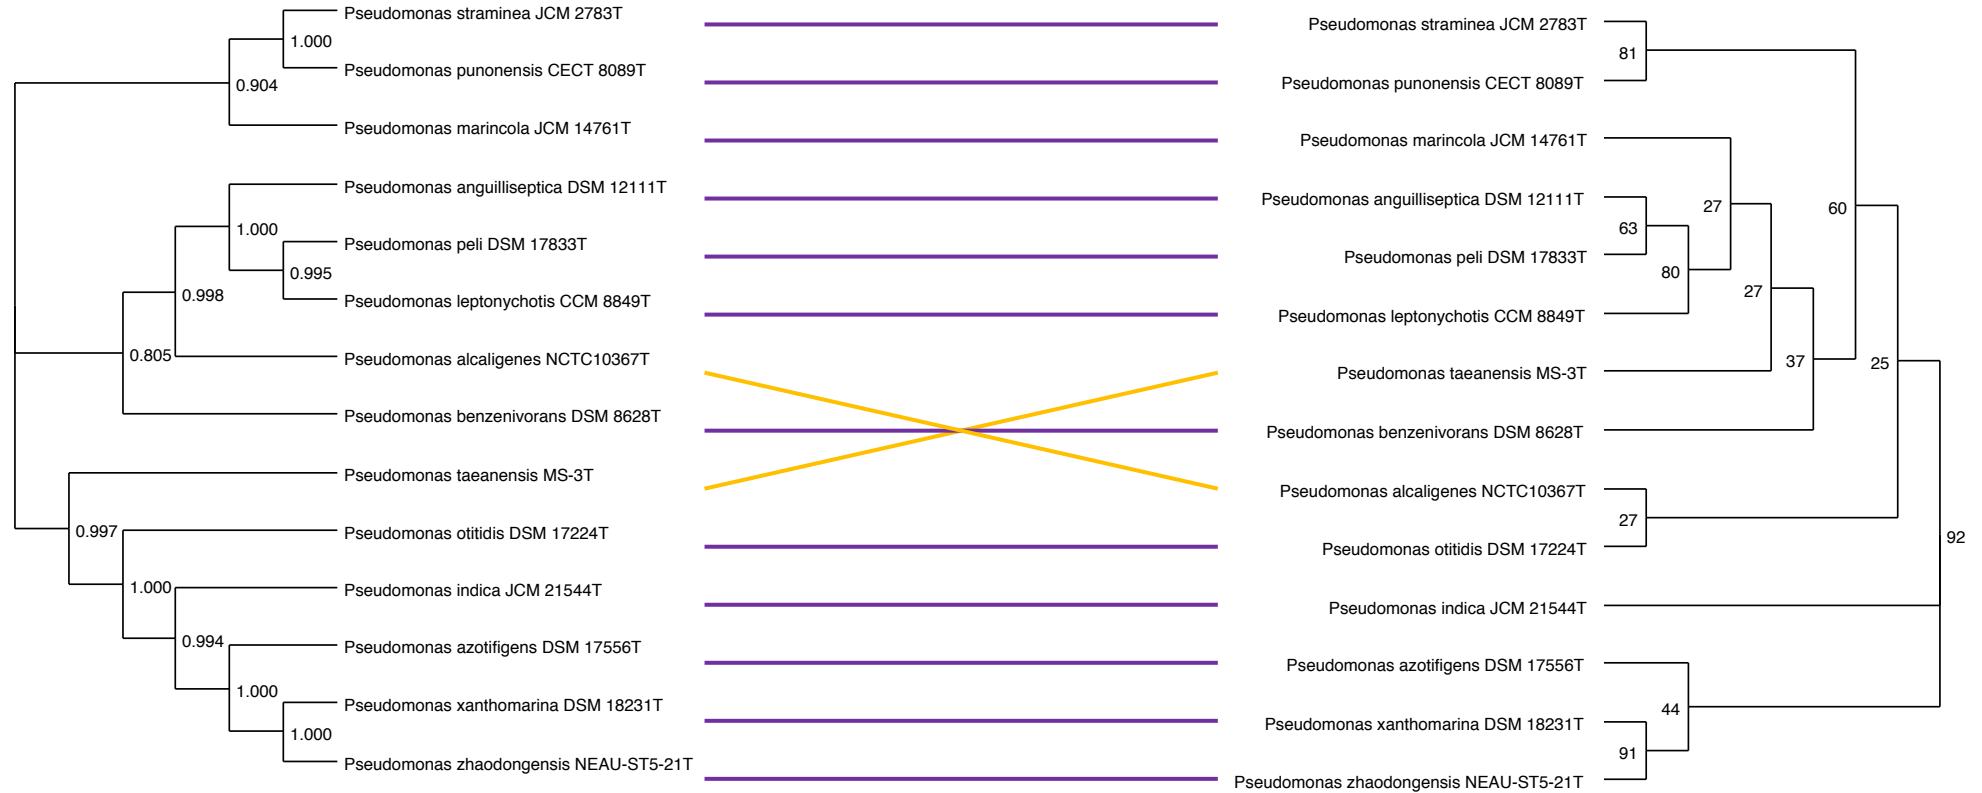 Pseudomonas straminea JCM 2783T
1.000
Pseudomonas punonensis CECT 8089T
0.904
Pseudomonas marincola JCM 14761T
Pseudomonas anguilliseptica DSM 12111T
1.000
Pseudomonas peli DSM 17833T
0.995
0.998
Pseudomonas leptonychotis CCM 8849T
0.805
Pseudomonas alcaligenes NCTC10367T
Pseudomonas benzenivorans DSM 8628T
Pseudomonas taeanensis MS-3T
0.997
Pseudomonas otitidis DSM 17224T
1.000
Pseudomonas indica JCM 21544T
0.994
Pseudomonas azotifigens DSM 17556T
1.000
Pseudomonas xanthomarina DSM 18231T
1.000
Pseudomonas zhaodongensis NEAU-ST5-21T
Pseudomonas straminea JCM 2783T
81
Pseudomonas punonensis CECT 8089T
Pseudomonas marincola JCM 14761T
Pseudomonas anguilliseptica DSM 12111T
27
60
63
Pseudomonas peli DSM 17833T
80
27
Pseudomonas leptonychotis CCM 8849T
37
25
Pseudomonas taeanensis MS-3T
Pseudomonas benzenivorans DSM 8628T
Pseudomonas alcaligenes NCTC10367T
27
92
Pseudomonas otitidis DSM 17224T
Pseudomonas indica JCM 21544T
Pseudomonas azotifigens DSM 17556T
44
Pseudomonas xanthomarina DSM 18231T
91
Pseudomonas zhaodongensis NEAU-ST5-21T